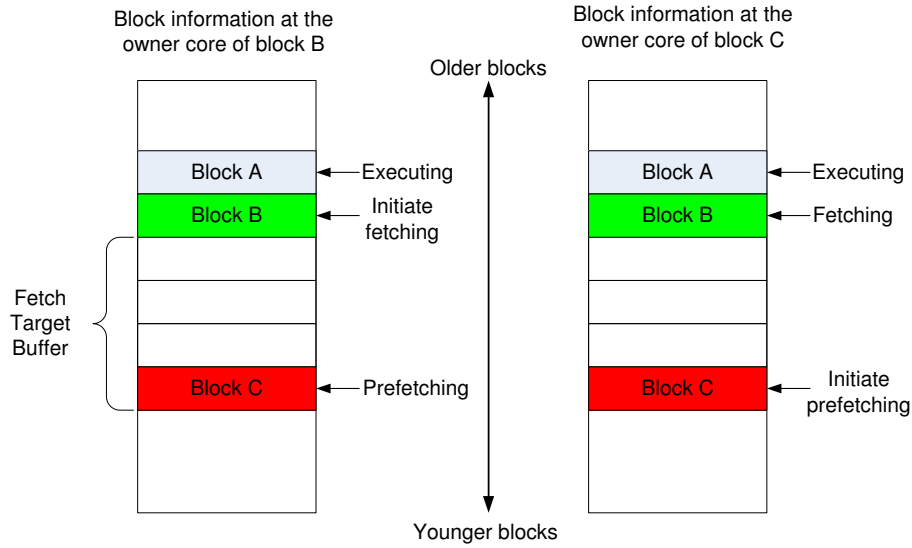 Block information at the
owner core of block B
Block information at the
owner core of block C
Older blocks
Block A
Executing
Block B
Initiate
fetching
Fetch
Target
Buffer
Block C
Prefetching
Block A
Executing
Block B
Fetching
Block C
Initiate
prefetching
Younger blocks